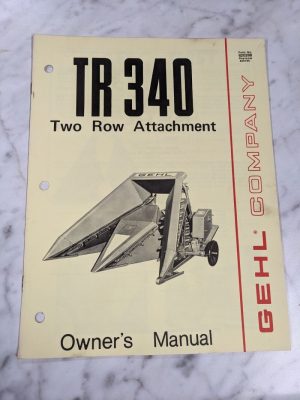 TR 340
Two Row Attachment
GEHL
GEHL® COMPANY
Owner's Manual